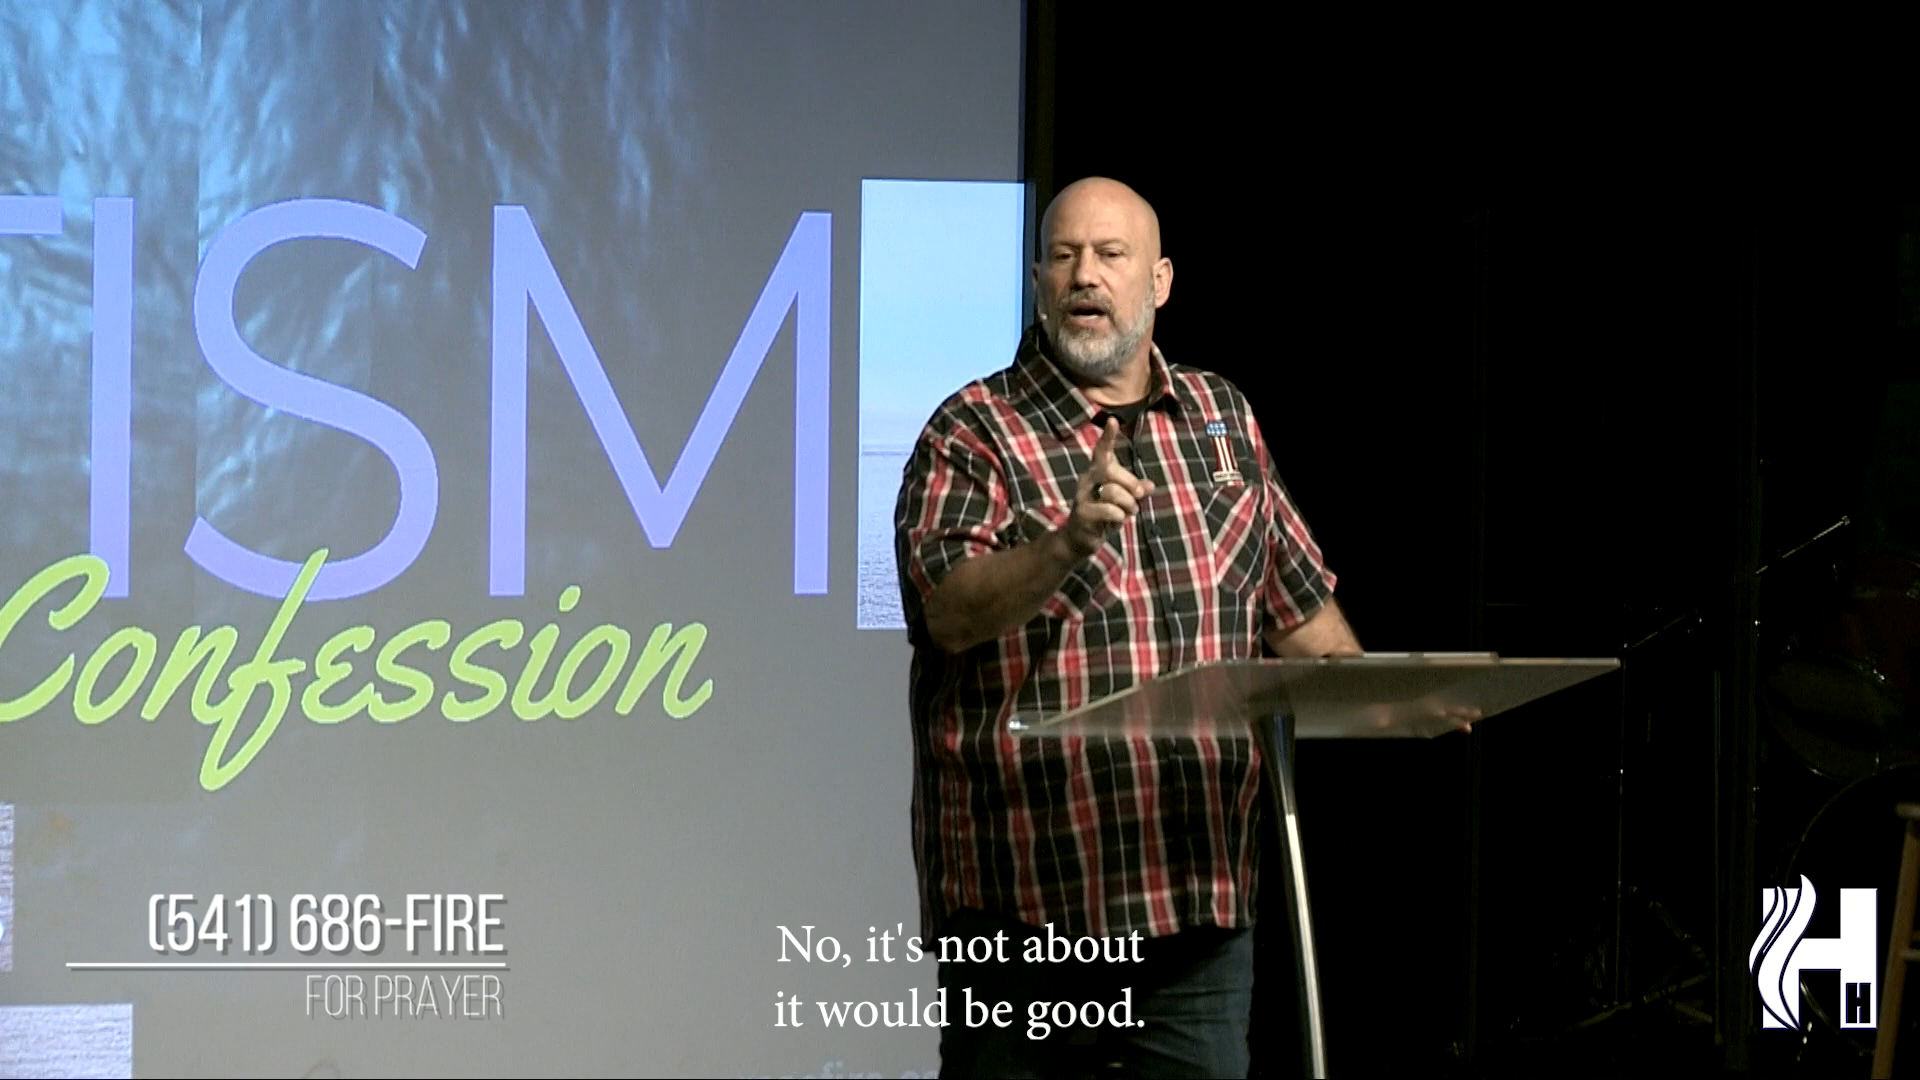 TISM
Confession
(541) 686-FIRE
FOR PRAYER
No, it's not about
it would be good.
H
H